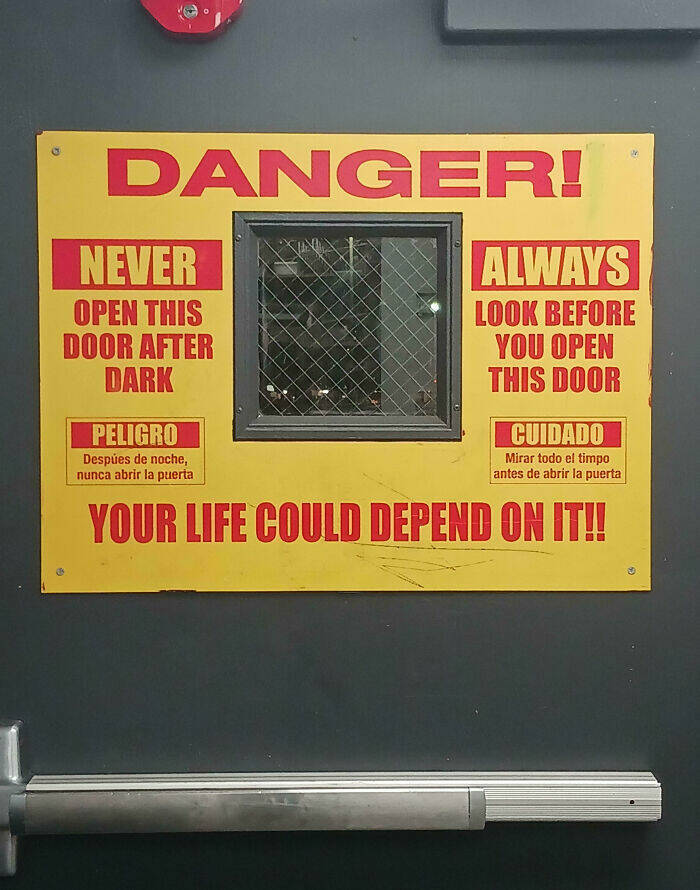 DANGER!
NEVER
OPEN THIS
DOOR AFTER
DARK
PELIGRO
Despúes de noche,
nunca abrir la puerta
ALWAYS
LOOK BEFORE
YOU OPEN
THIS DOOR
CUIDADO
Mirar todo el timpo
antes de abrir la puerta
YOUR LIFE COULD DEPEND ON IT!!